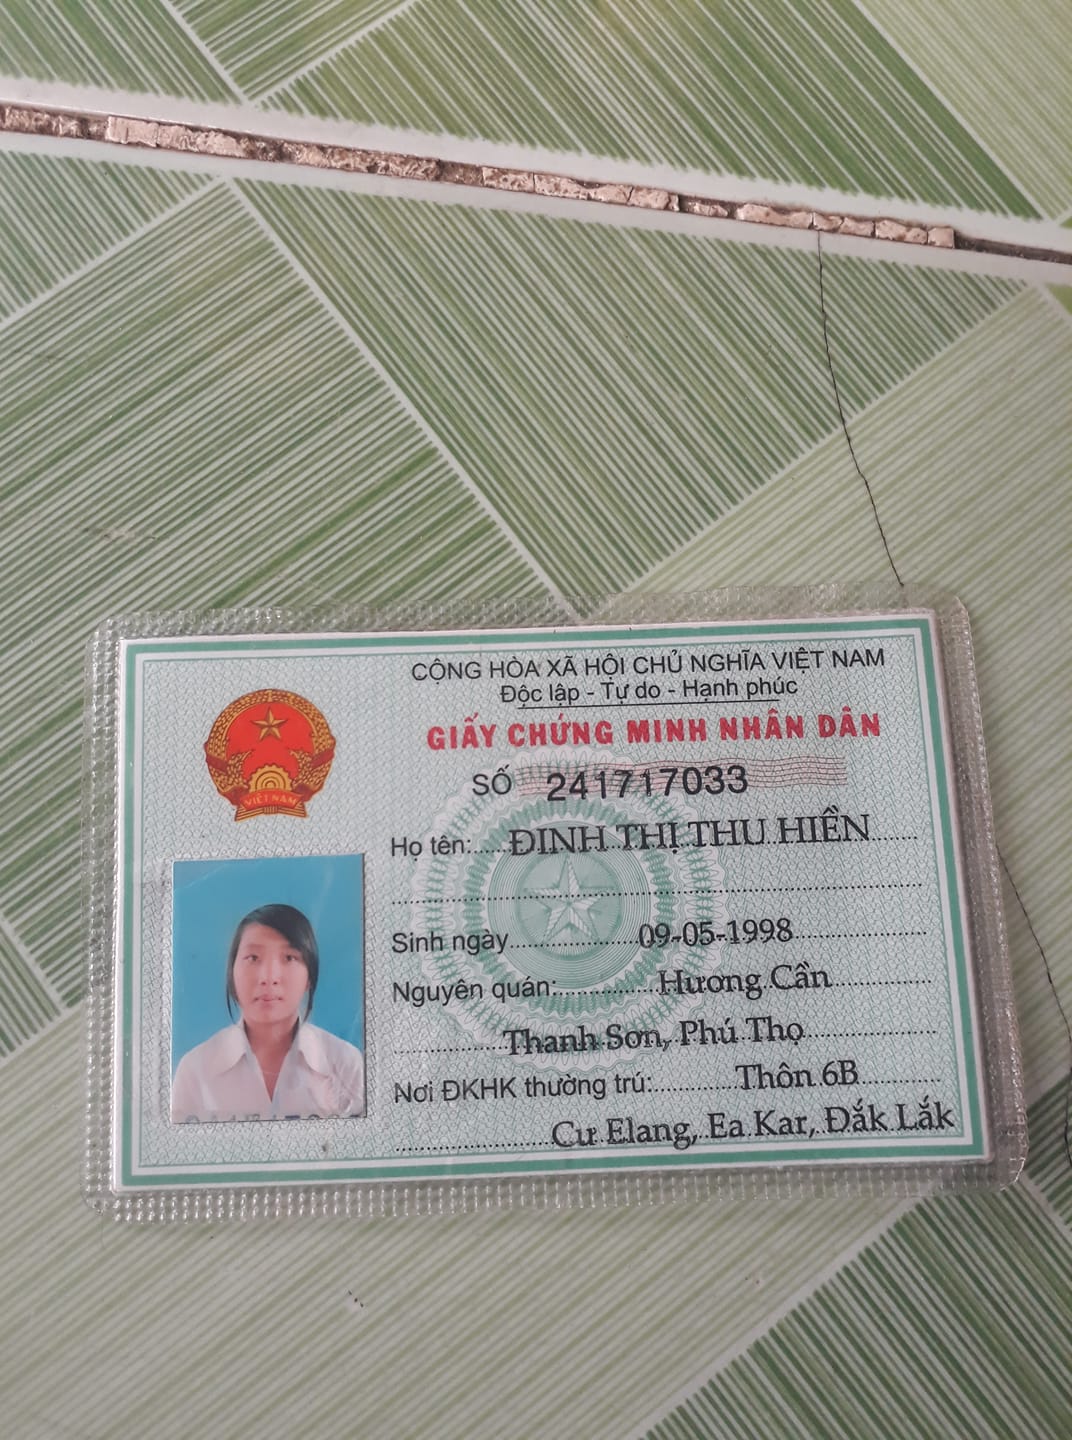 CỘNG HÒA XÃ HỘI CHỦ NGHĨA VIỆT NAM
Độc lập - Tự do - Hạnh phúc
GIẤY CHỨNG MINH NHÂN DÂN
SỐ 241717033
VIỆT NAM
Họ tên: ĐINH THỊ THU HIỀN
Sinh ngày 09-05-1998
Nguyên quán: Hương Cần
Thanh Sơn, Phú Thọ
Nơi ĐKHK thường trú: Thôn 6B
Cư Elang, Ea Kar, Đắk Lắk